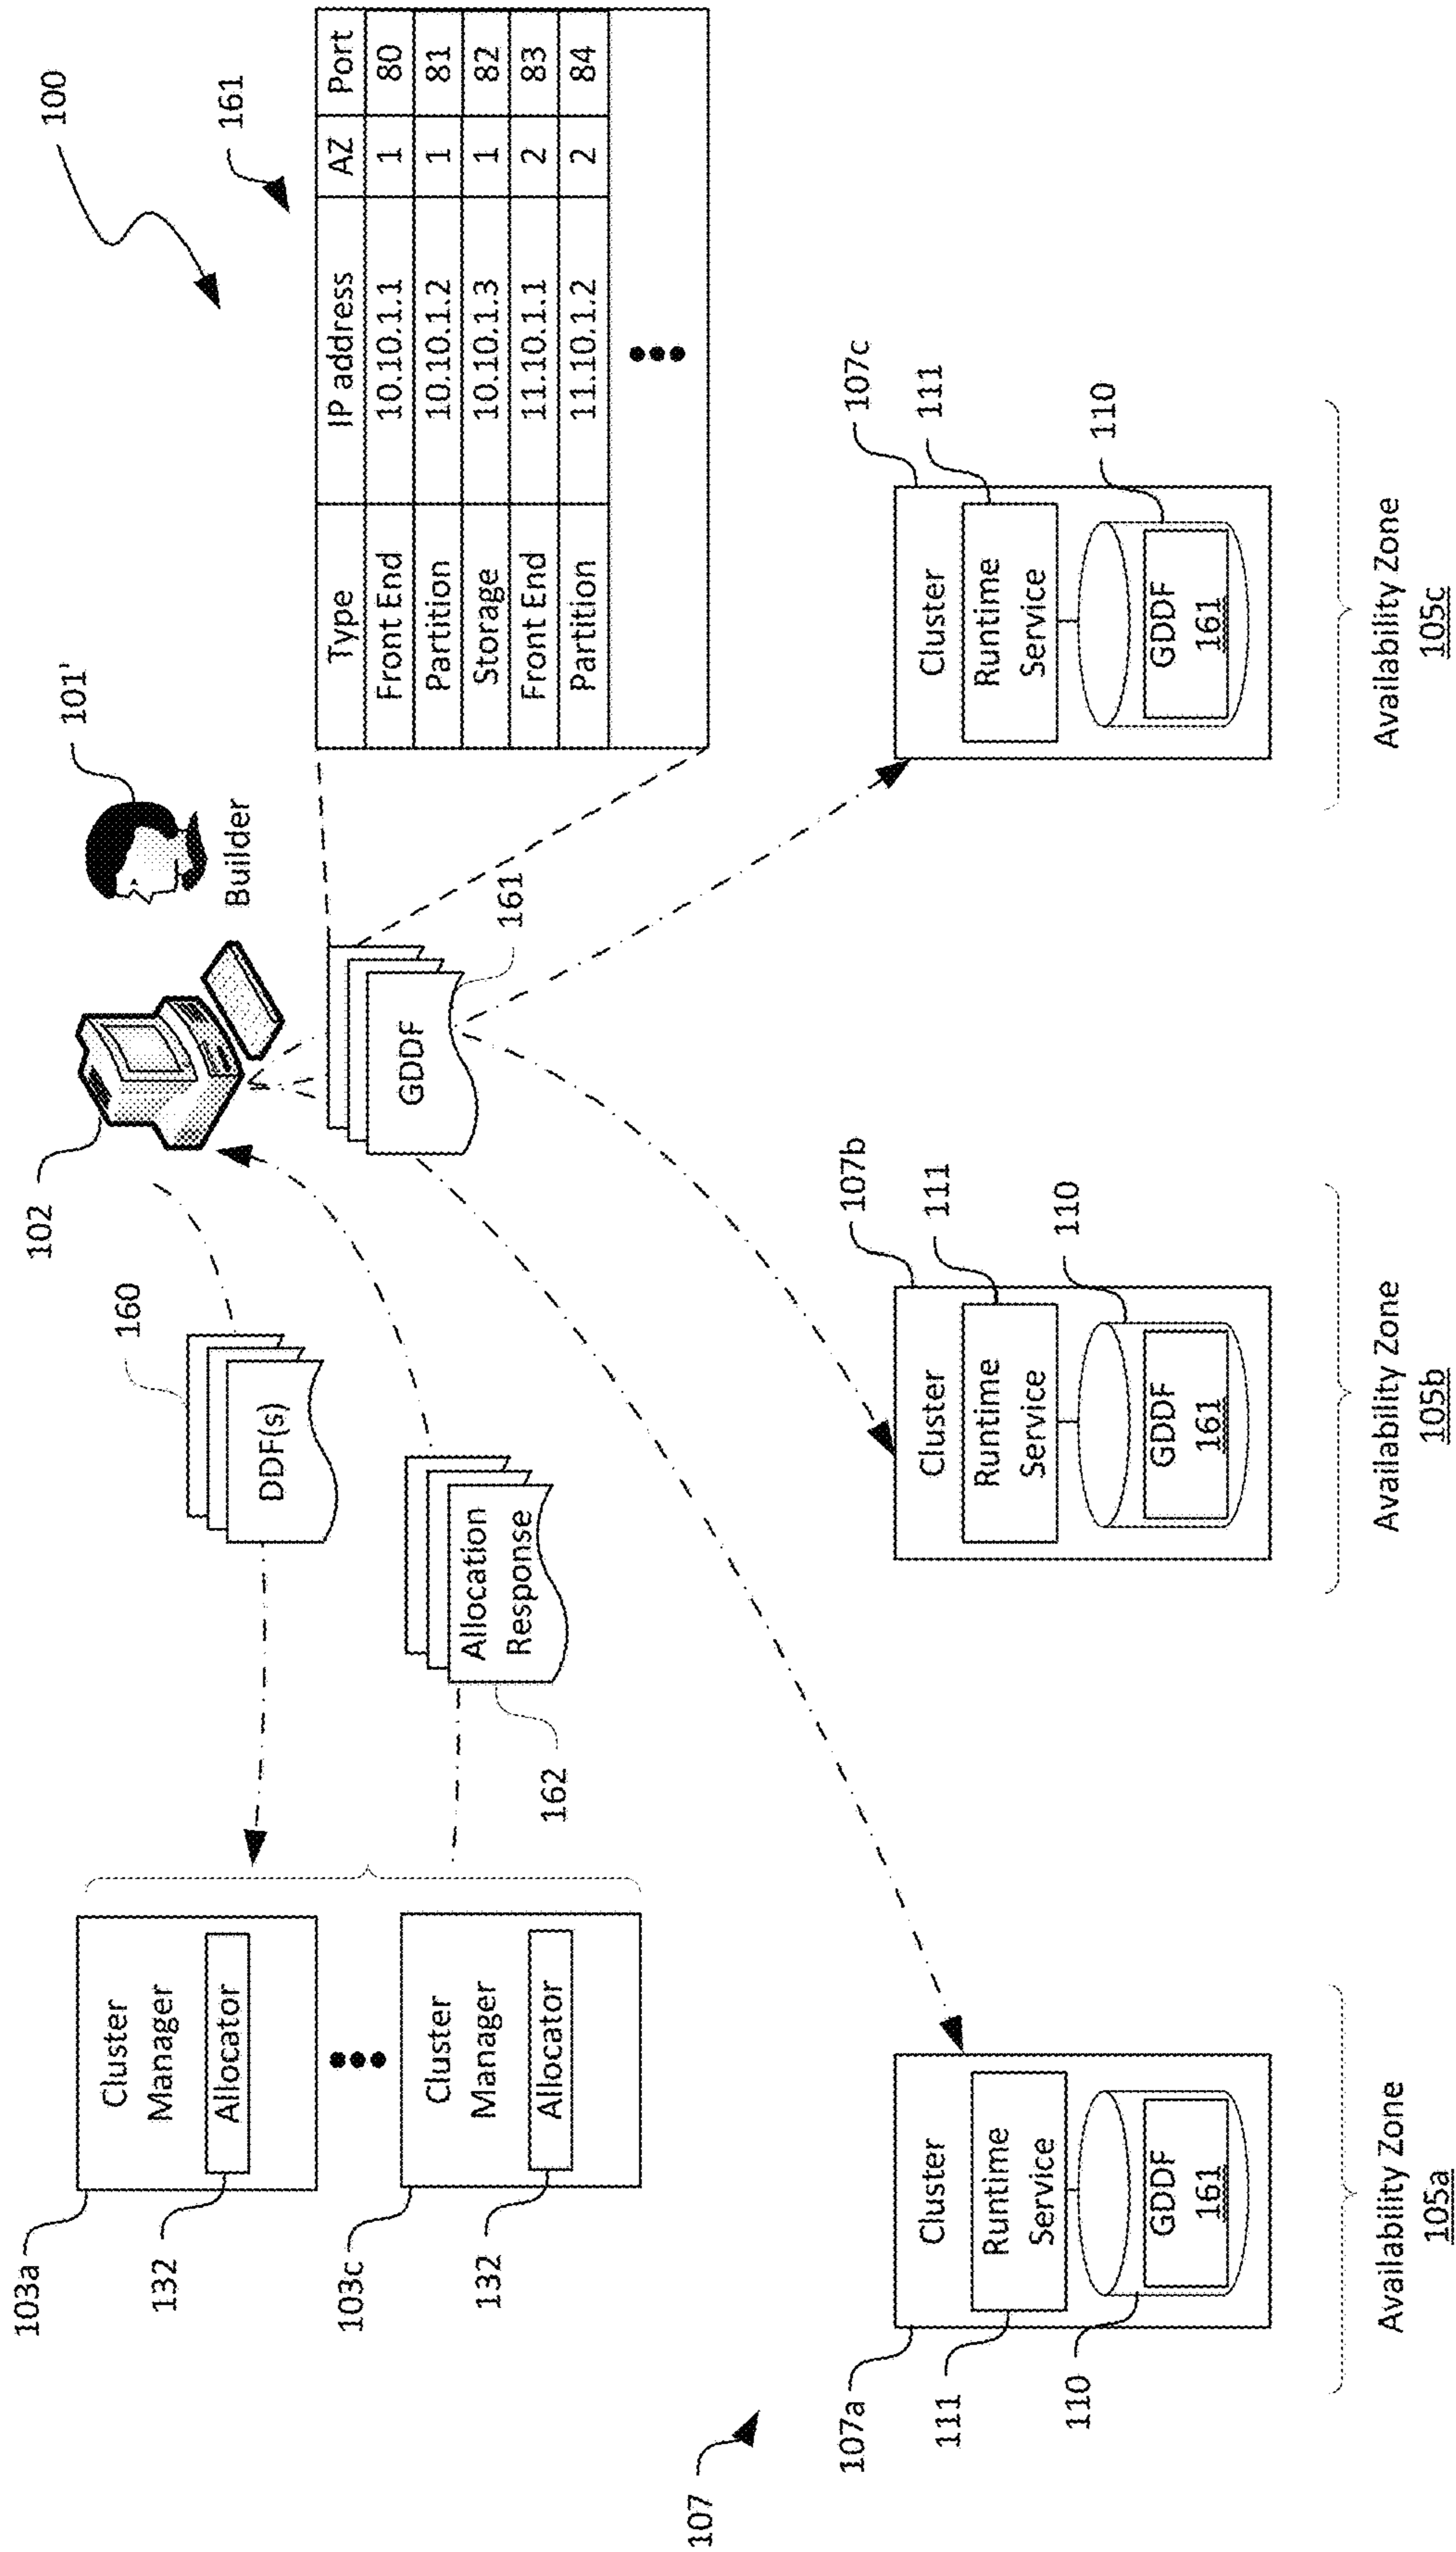 100
161
Type IP address AZ Port
Front End 10.10.1.1 1 80
Partition 10.10.1.2 1 81
Storage 10.10.1.3 1 82
Front End 11.10.1.1 2 83
Partition 11.10.1.2 2 84
101'
Builder
102
GDDF
161
160
DDF(s)
Allocation
Response
162
103a
Cluster
Manager
Allocator
132
103c
Cluster
Manager
Allocator
132
107
107a
Cluster
Runtime
Service
111
GDDF
161
110
Availability Zone
105a
107b
Cluster
Runtime
Service
111
GDDF
161
110
Availability Zone
105b
107c
Cluster
Runtime
Service
111
GDDF
161
110
Availability Zone
105c